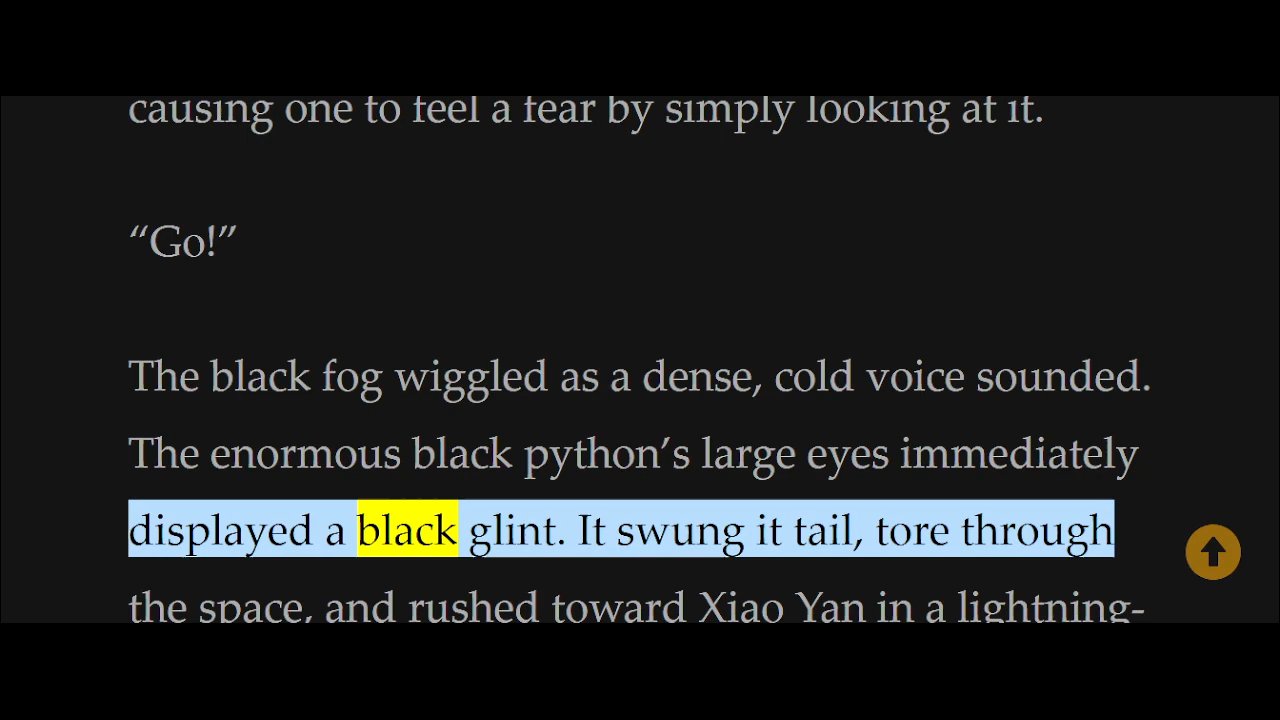 causing one to feel a fear by simply looking at it.
“Go!”
The black fog wiggled as a dense, cold voice sounded.
The enormous black python’s large eyes immediately
displayed a black glint. It swung it tail, tore through
the space, and rushed toward Xiao Yan in a lightning-